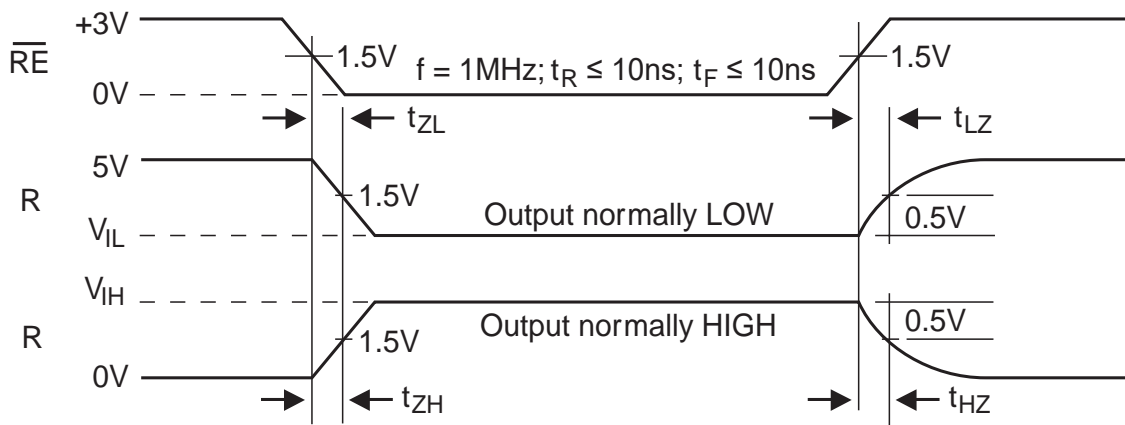 +3V
RE
1.5V
f = 1MHz; tR ≤ 10ns; tF ≤ 10ns
1.5V
0V
tZL
tLZ
5V
R
1.5V
Output normally LOW
0.5V
VIL
VIH
R
1.5V
Output normally HIGH
0.5V
0V
tZH
tHZ